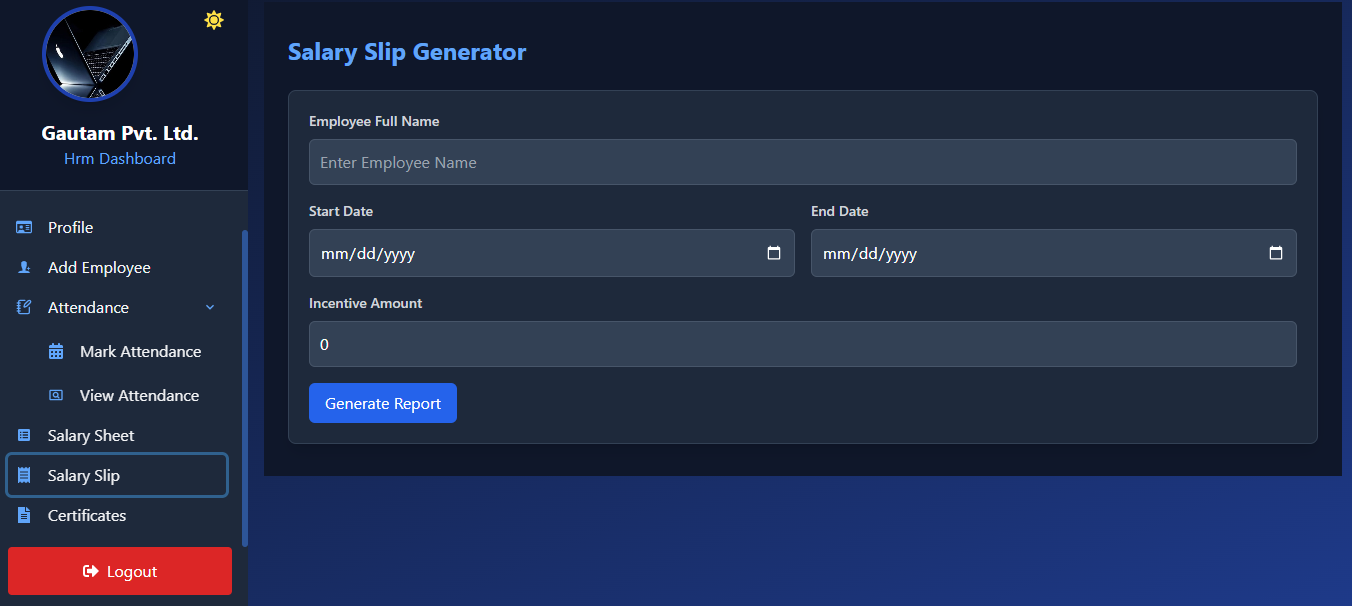 Gautam Pvt. Ltd.
Hrm Dashboard
Profile
Add Employee
Attendance
Mark Attendance
View Attendance
Salary Sheet
Salary Slip
Certificates
Logout
Salary Slip Generator
Employee Full Name
Enter Employee Name
Start Date
End Date
mm/dd/yyyy
mm/dd/yyyy
Incentive Amount
0
Generate Report